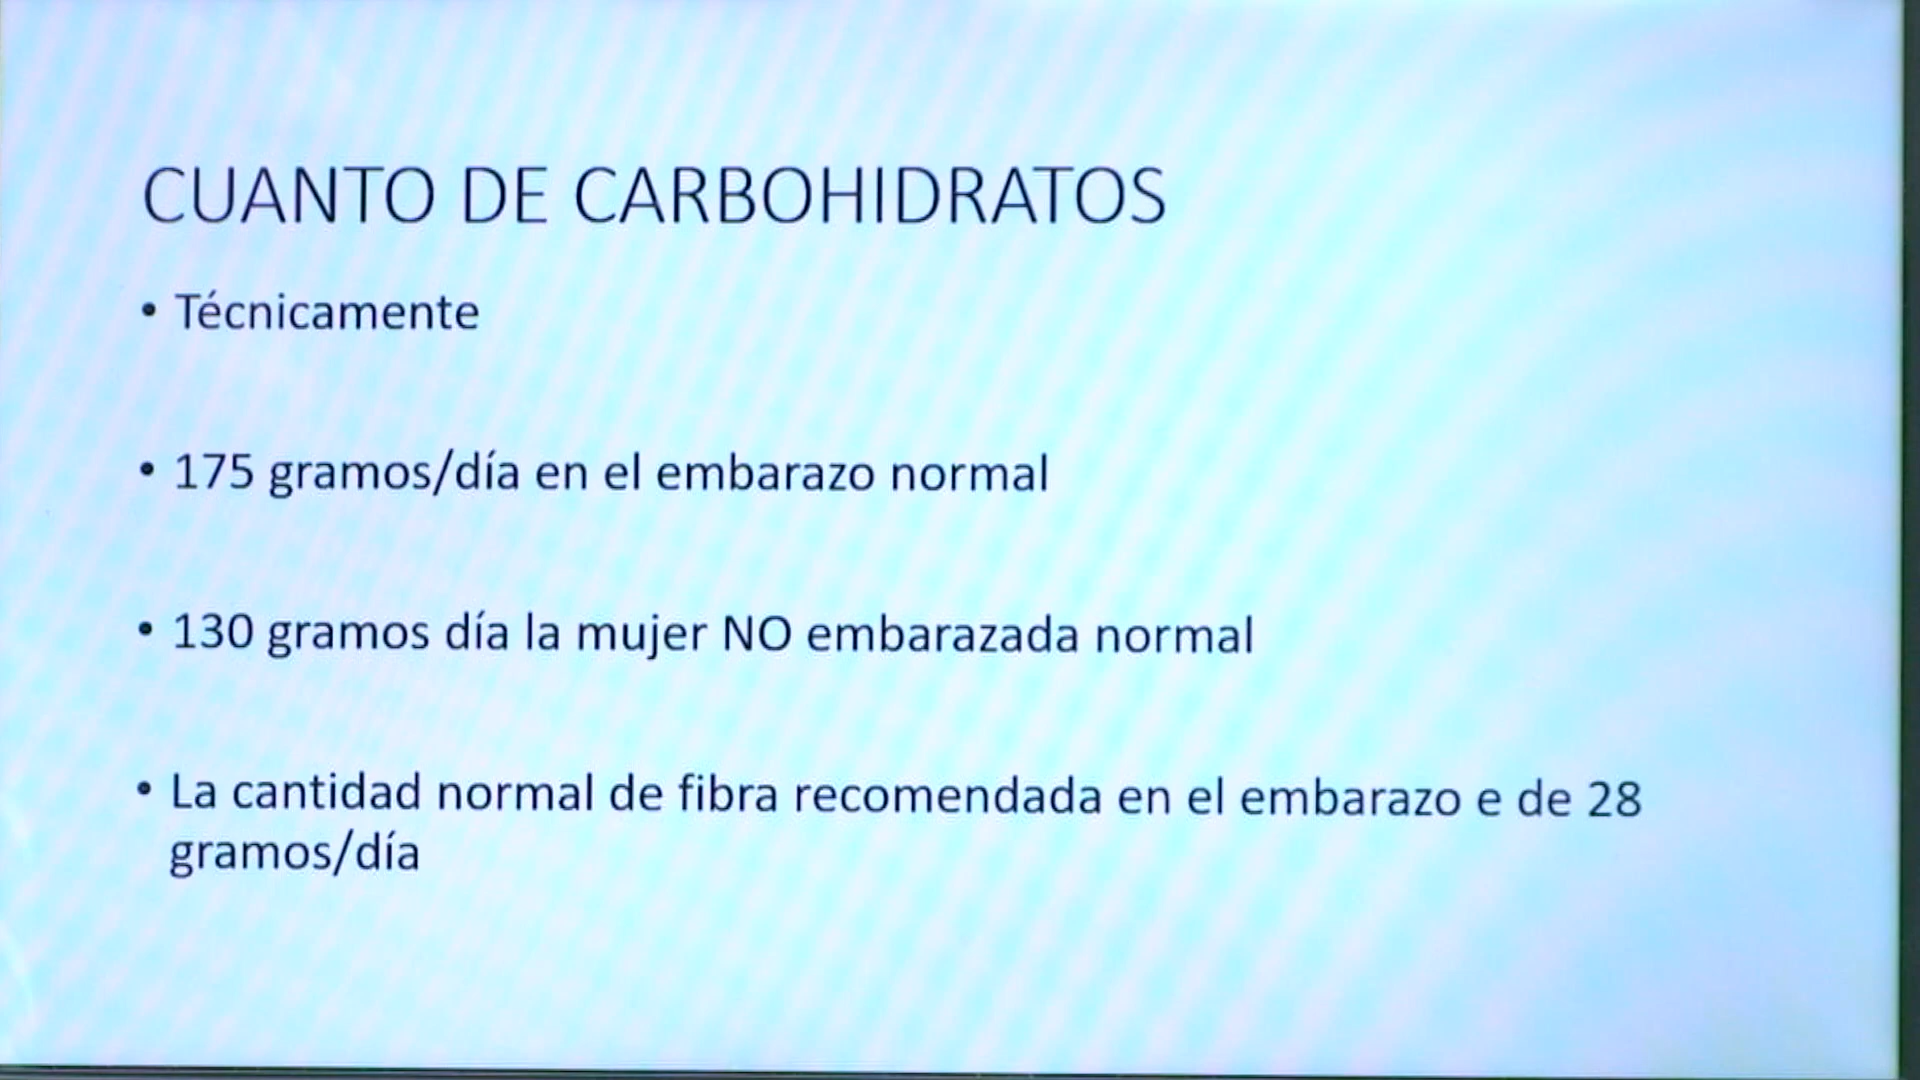 CUANTO DE CARBOHIDRATOS
• Técnicamente
• 175 gramos/día en el embarazo normal
• 130 gramos día la mujer NO embarazada normal
• La cantidad normal de fibra recomendada en el embarazo e de 28
gramos/día